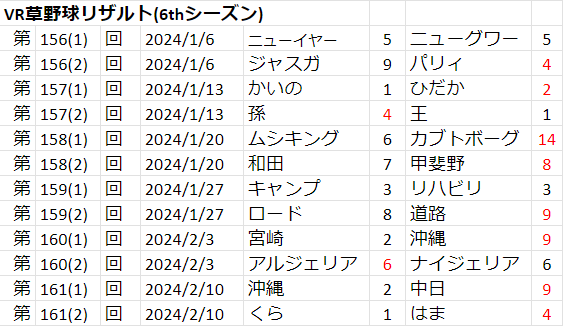 VR草野球リザルト(6thシーズン)
第 156(1) 回 2024/1/6 ニューイヤー 5 ニューグワー 5
第 156(2) 回 2024/1/6 ジャスガ 9 パリィ 4
第 157(1) 回 2024/1/13 かいの 1 ひだか 2
第 157(2) 回 2024/1/13 孫 4 王 1
第 158(1) 回 2024/1/20 ムシキング 6 カブトボーグ 14
第 158(2) 回 2024/1/20 和田 7 甲斐野 8
第 159(1) 回 2024/1/27 キャンプ 3 リハビリ 3
第 159(2) 回 2024/1/27 ロード 8 道路 9
第 160(1) 回 2024/2/3 宮崎 2 沖縄 9
第 160(2) 回 2024/2/3 アルジェリア 6 ナイジェリア 6
第 161(1) 回 2024/2/10 沖縄 2 中日 9
第 161(2) 回 2024/2/10 くら 1 はま 4